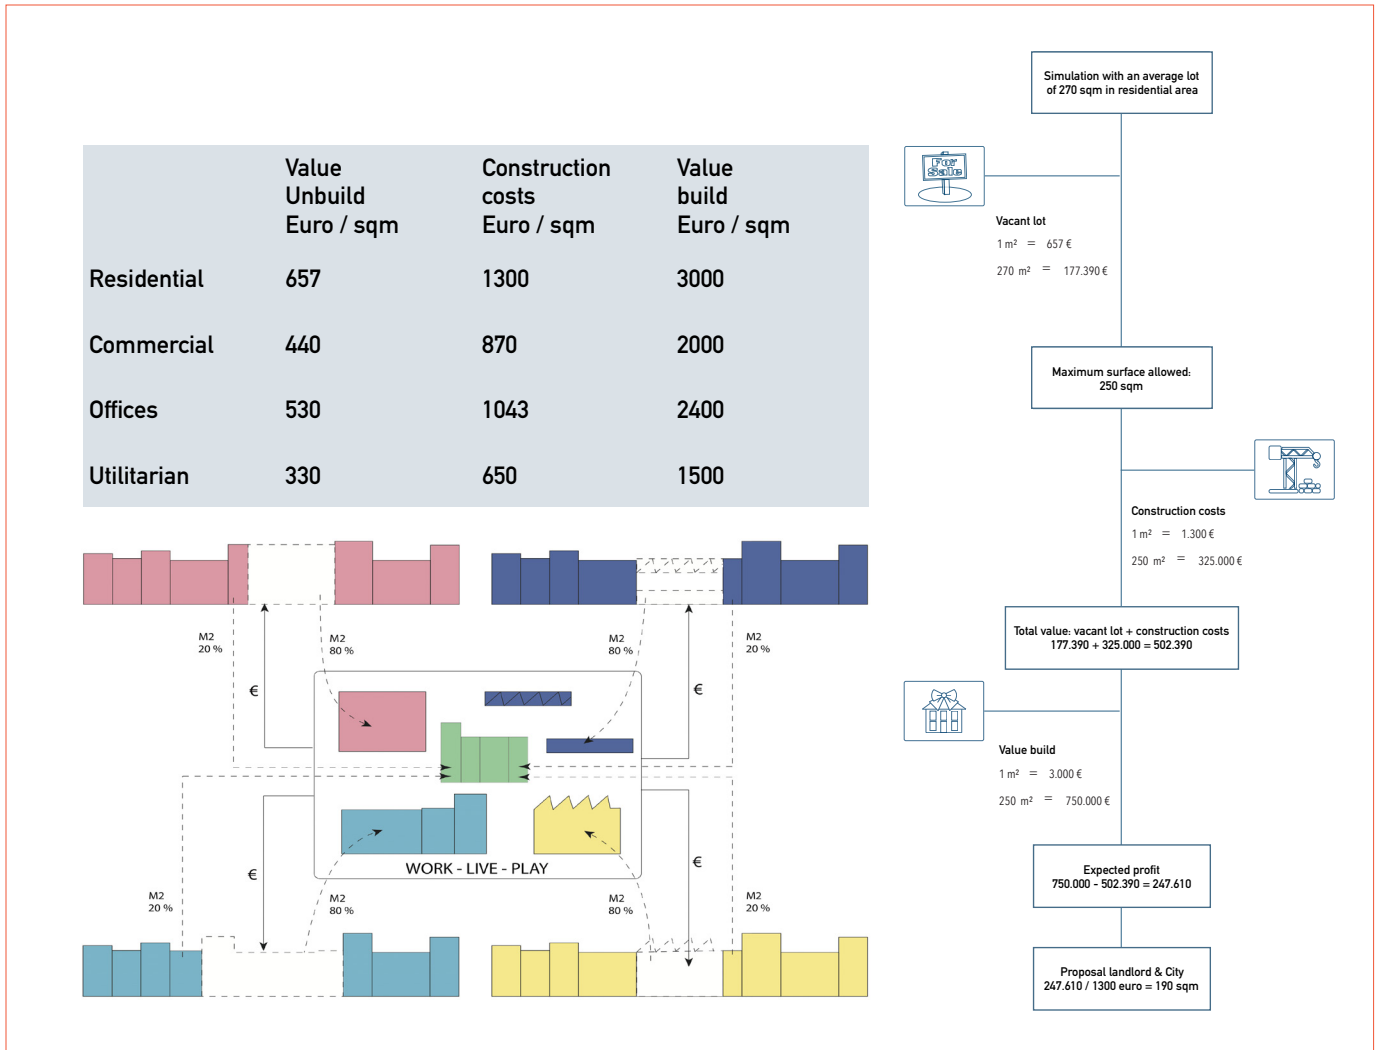 Value Unbuild Euro / sqm
Construction costs Euro / sqm
Value build Euro / sqm
Residential 657 1300 3000
Commercial 440 870 2000
Offices 530 1043 2400
Utilitarian 330 650 1500
M2
20 %
M2
80 %
M2
80 %
M2
20 %
€
€
WORK - LIVE - PLAY
€
€
M2
20 %
M2
80 %
M2
80 %
M2
20 %
Simulation with an average lot
of 270 sqm in residential area
For
Sale
Vacant lot
1 m² = 657 €
270 m² = 177.390 €
Maximum surface allowed:
250 sqm
Construction costs
1 m² = 1.300 €
250 m² = 325.000 €
Total value: vacant lot + construction costs
177.390 + 325.000 = 502.390
Value build
1 m² = 3.000 €
250 m² = 750.000 €
Expected profit
750.000 - 502.390 = 247.610
Proposal landlord & City
247.610 / 1300 euro = 190 sqm